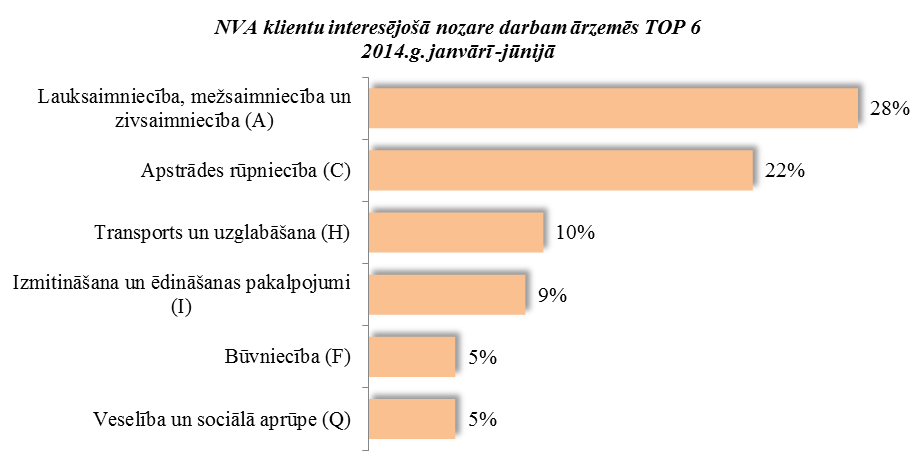 NVA klientu interesējošā nozare darbam ārzemēs TOP 6
2014.g. janvārī -jūnijā
Lauksaimniecība, mežsaimniecība un
zivsaimniecība (A)
28%
Apstrādes rūpniecība (C)
22%
Transports un uzglabāšana (H)
10%
Izmitināšana un ēdināšanas pakalpojumi
(I)
9%
Būvniecība (F)
5%
Veselība un sociālā aprūpe (Q)
5%